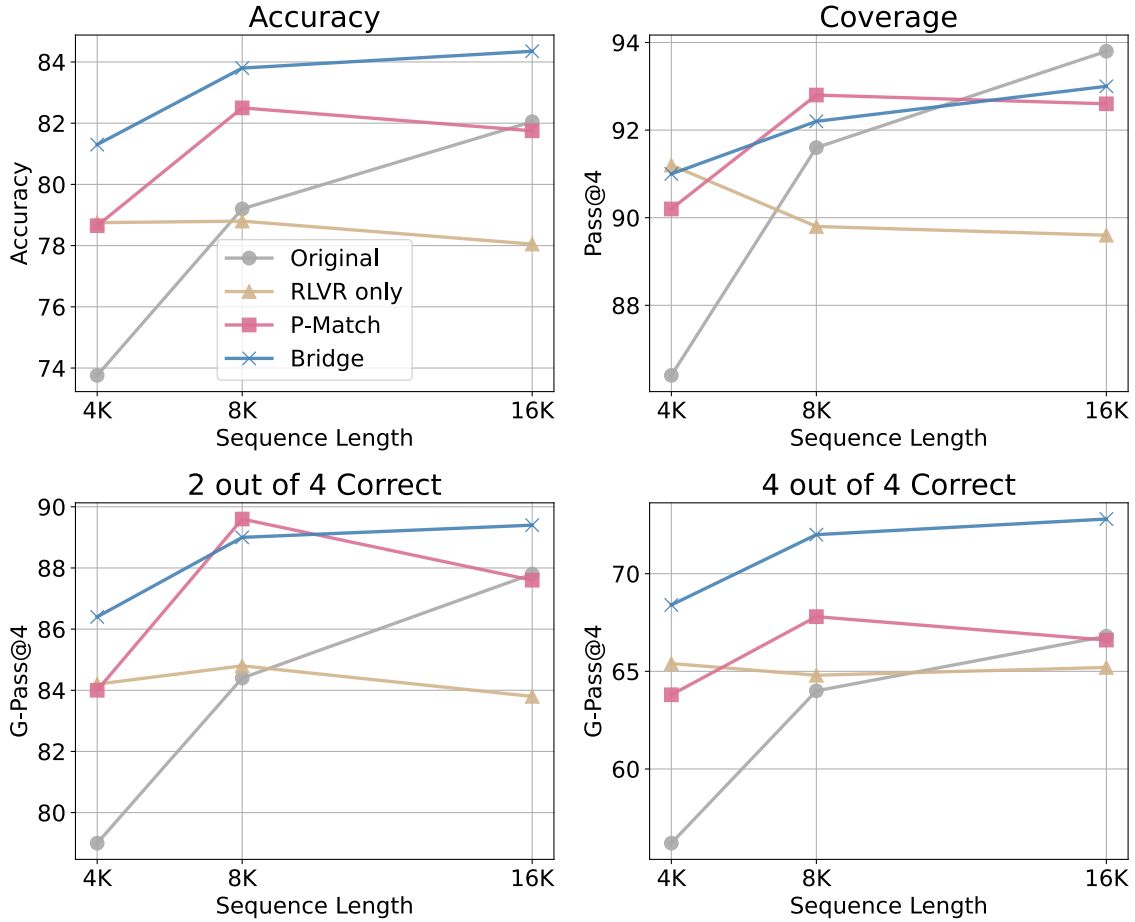 Accuracy
84
82
80
78
76
74
Accuracy
Original
RLVR only
P-Match
Bridge
4K 8K 16K
Sequence Length
Coverage
94
92
90
88
Pass@4
4K 8K 16K
Sequence Length
2 out of 4 Correct
90
88
86
84
82
80
G-Pass@4
4K 8K 16K
Sequence Length
4 out of 4 Correct
70
65
60
G-Pass@4
4K 8K 16K
Sequence Length